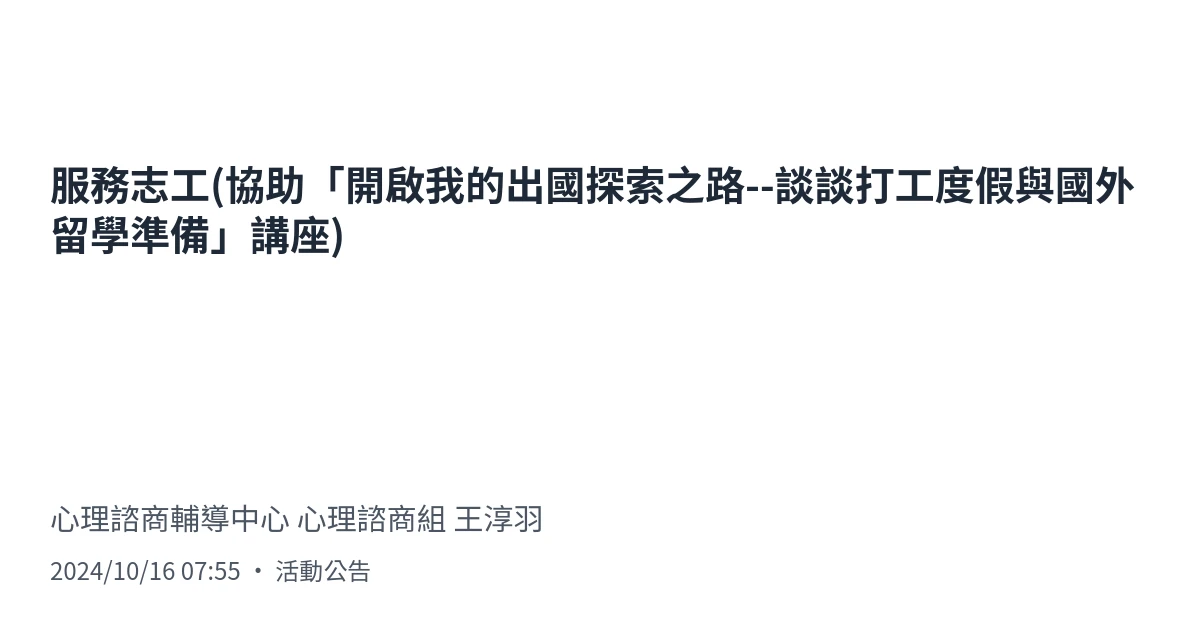 服務志工(協助「開啟我的出國探索之路--談談打工度假與國外
留學準備」講座)
心理諮商輔導中心 心理諮商組 王淳羽
2024/10/16 07:55 • 活動公告